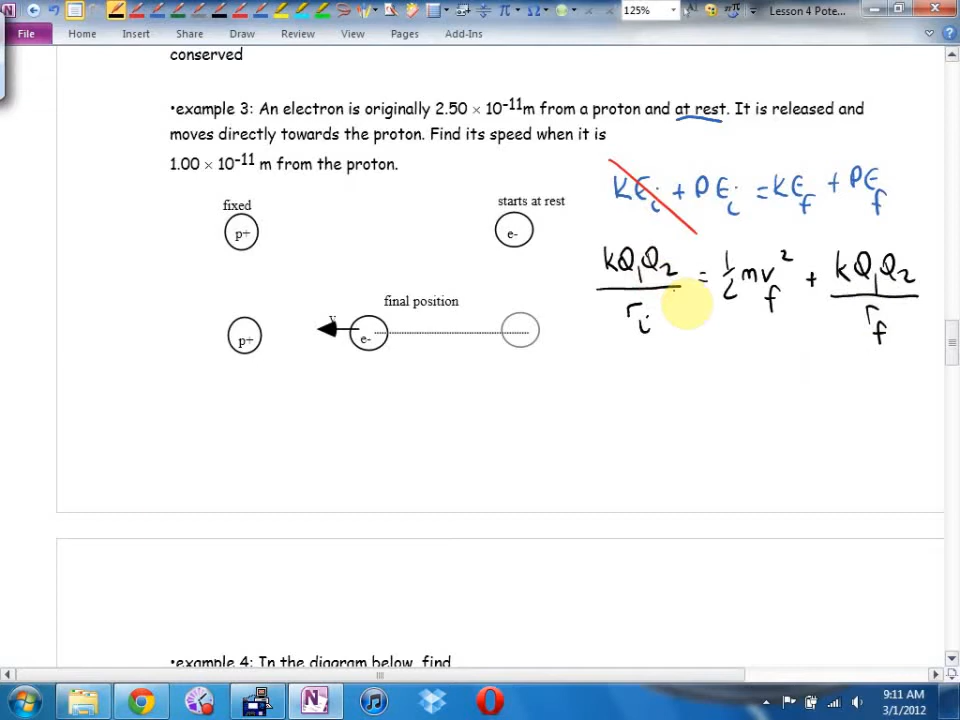 125% Lesson 4 Pote...
File Home Insert Share Draw Review View Pages Add-Ins
conserved
•example 3: An electron is originally 2.50 × 10⁻¹¹m from a proton and at rest. It is released and
moves directly towards the proton. Find its speed when it is
1.00 × 10⁻¹¹ m from the proton.
KEᵢ + PEᵢ = KE_f + PE_f
fixed starts at rest
p+ e-
kQ₁Q₂/rᵢ = ½mv_f² + kQ₁Q₂/r_f
final position
v
p+ e-
•example 4: In the diagram below, find
9:11 AM
3/1/2012